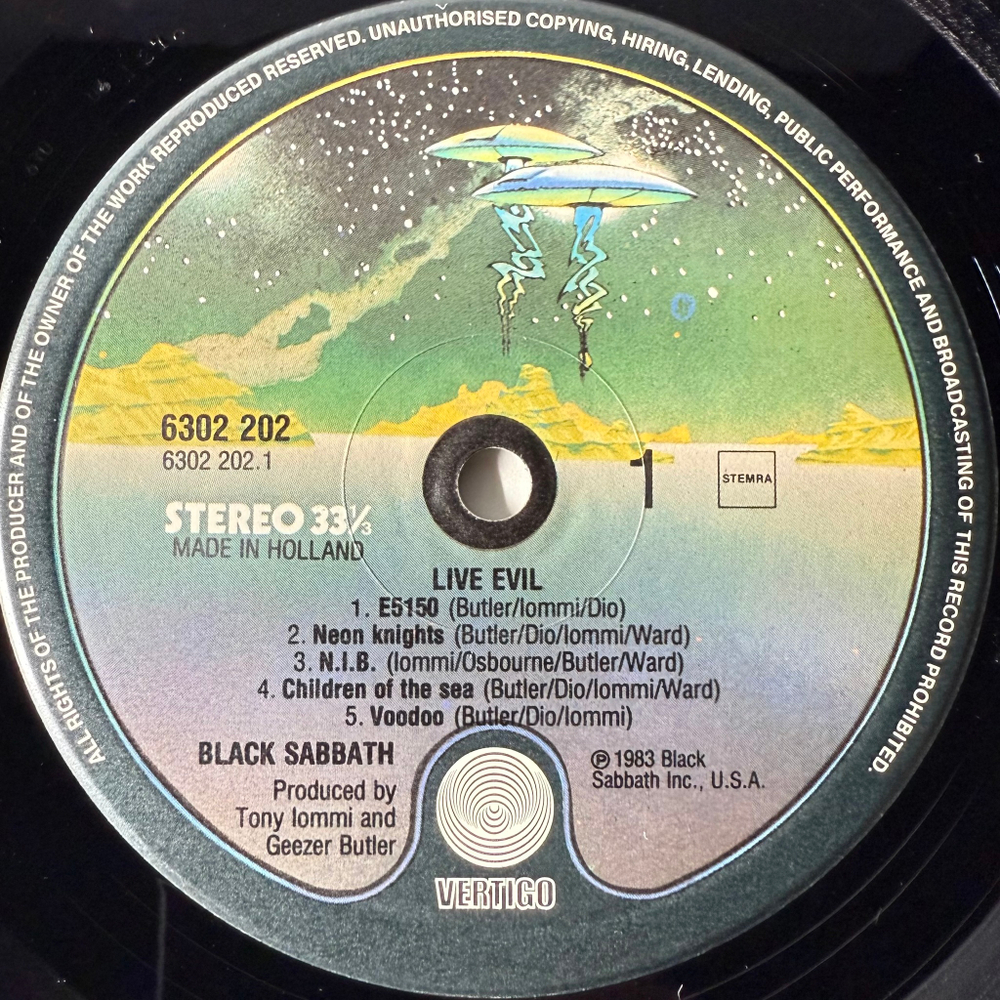 ALL RIGHTS OF THE PRODUCER AND OF THE OWNER OF THE WORK REPRODUCED RESERVED. UNAUTHORISED COPYING, HIRING, LENDING, PUBLIC PERFORMANCE AND BROADCASTING OF THIS RECORD PROHIBITED.
6302 202
6302 202.1
1
STEMRA
STEREO 33⅓
MADE IN HOLLAND
LIVE EVIL
1. E5150 (Butler/Iommi/Dio)
2. Neon knights (Butler/Dio/Iommi/Ward)
3. N.I.B. (Iommi/Osbourne/Butler/Ward)
4. Children of the sea (Butler/Dio/Iommi/Ward)
5. Voodoo (Butler/Dio/Iommi)
BLACK SABBATH
Produced by
Tony Iommi and
Geezer Butler
℗ 1983 Black
Sabbath Inc., U.S.A.
VERTIGO